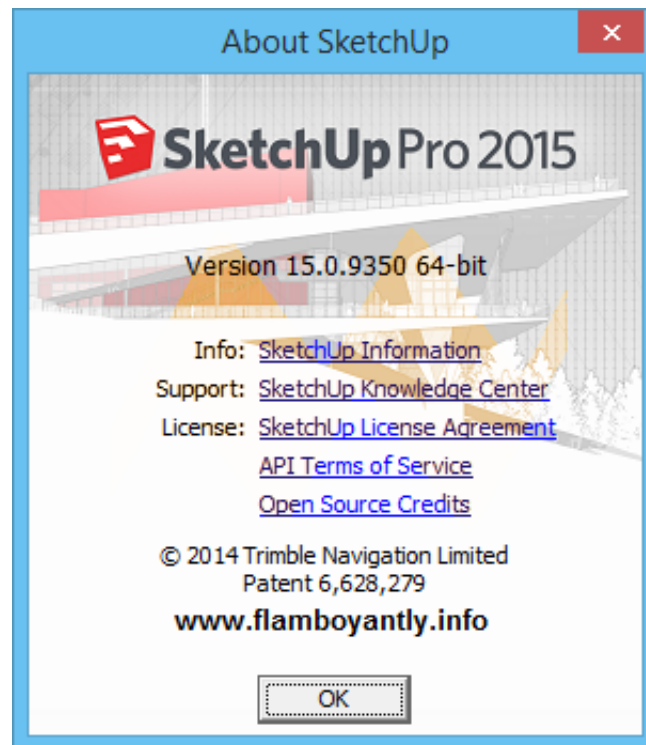 About SketchUp
SketchUp Pro 2015
Version 15.0.9350 64-bit
Info: SketchUp Information
Support: SketchUp Knowledge Center
License: SketchUp License Agreement
API Terms of Service
Open Source Credits
© 2014 Trimble Navigation Limited
Patent 6,628,279
www.flamboyantly.info
OK